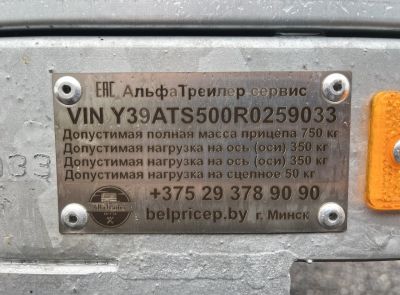 EAC АльфаТрейлер сервис
VIN Y39ATS500R0259033
Допустимая полная масса прицепа 750 кг
Допустимая нагрузка на ось (оси) 350 кг
Допустимая нагрузка на ось (оси) 350 кг
Допустимая нагрузка на сцепное 50 кг
+375 29 378 90 90
belpricep.by г. Минск
033